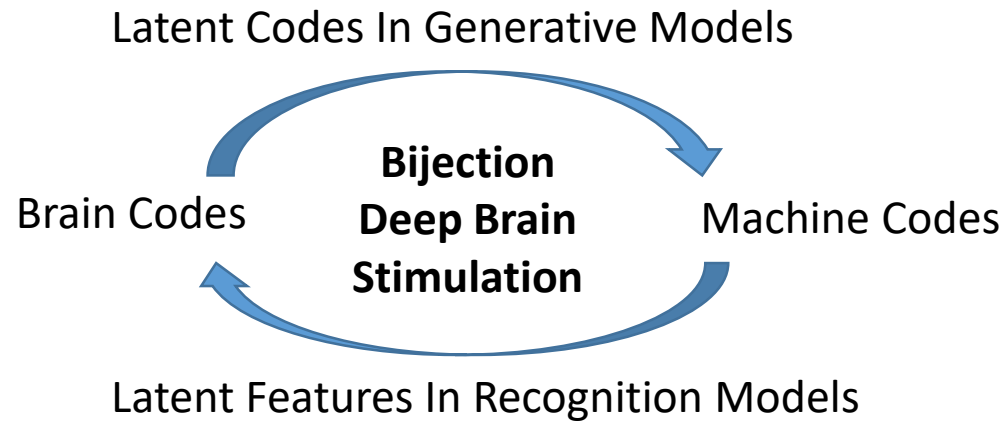 Latent Codes In Generative Models
Bijection
Brain Codes
Deep Brain
Machine Codes
Stimulation
Latent Features In Recognition Models